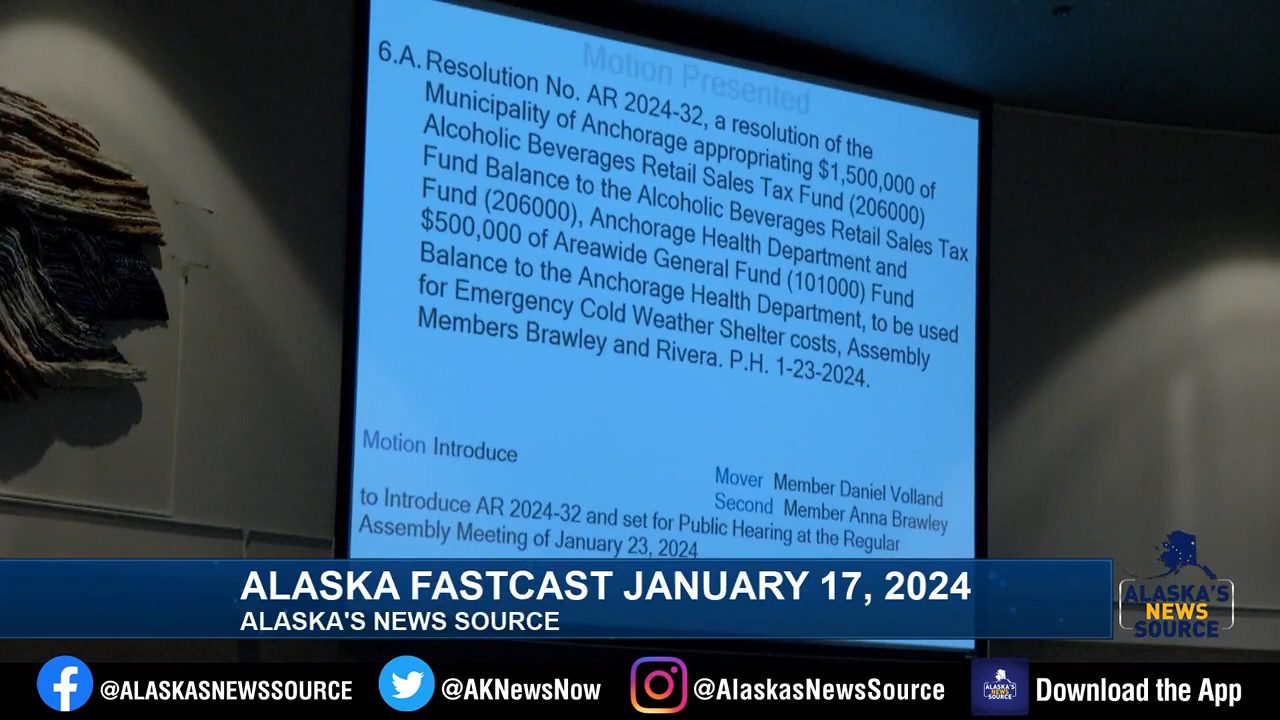 Motion Presented
6.A. Resolution No. AR 2024-32, a resolution of the
Municipality of Anchorage appropriating $1,500,000 of
Alcoholic Beverages Retail Sales Tax Fund (206000)
Fund Balance to the Alcoholic Beverages Retail Sales Tax
Fund (206000), Anchorage Health Department and
$500,000 of Areawide General Fund (101000) Fund
Balance to the Anchorage Health Department, to be used
for Emergency Cold Weather Shelter costs, Assembly
Members Brawley and Rivera. P.H. 1-23-2024.
Motion Introduce
Mover Member Daniel Volland
Second Member Anna Brawley
to Introduce AR 2024-32 and set for Public Hearing at the Regular
Assembly Meeting of January 23, 2024
ALASKA FASTCAST JANUARY 17, 2024
ALASKA'S NEWS SOURCE
ALASKA'S
NEWS
SOURCE
@ALASKASNEWSSOURCE
@AKNewsNow
@AlaskasNewsSource
ALASKA'S
NEWS
SOURCE
Download the App